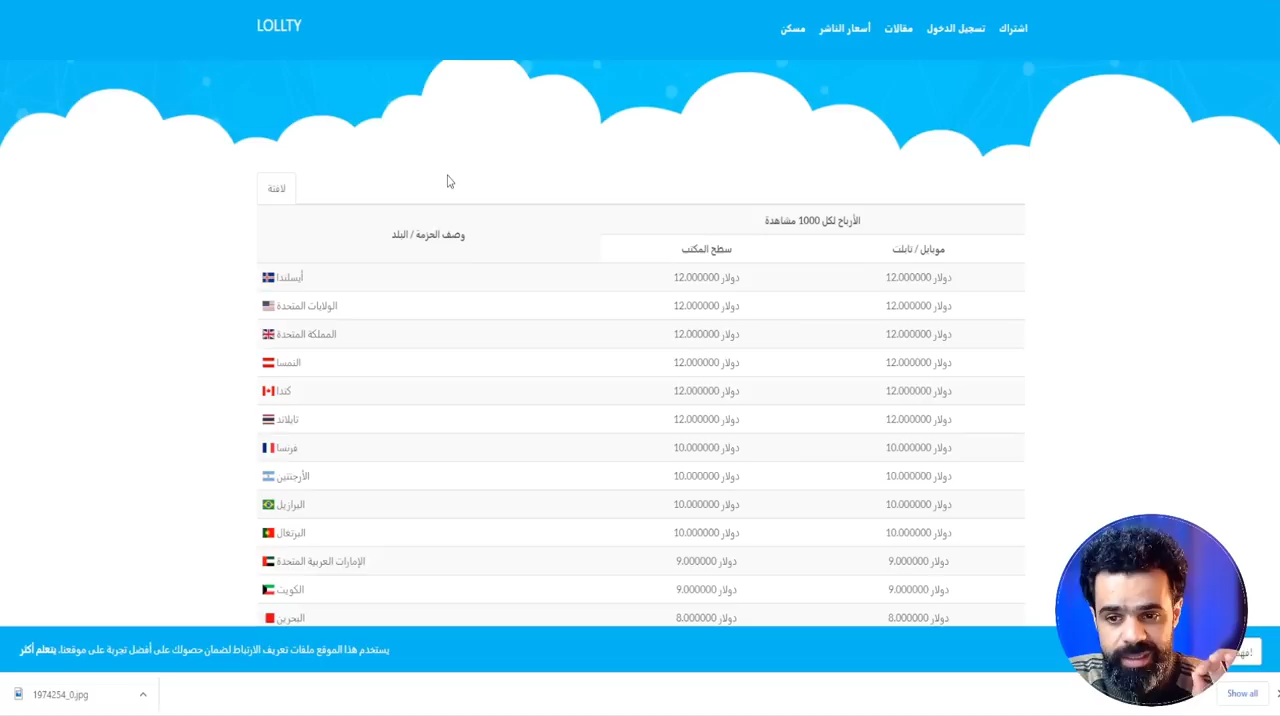 LOLLTY
اشتراك
تسجيل الدخول
مقالات
أسعار الناشر
مسكن
لافتة
وصف الحزمة / البلد
الأرباح لكل 1000 مشاهدة
سطح المكتب
موبايل / تابلت
أيسلندا
دولار 12.000000
دولار 12.000000
الولايات المتحدة
دولار 12.000000
دولار 12.000000
المملكة المتحدة
دولار 12.000000
دولار 12.000000
النمسا
دولار 12.000000
دولار 12.000000
كندا
دولار 12.000000
دولار 12.000000
تايلاند
دولار 12.000000
دولار 12.000000
فرنسا
دولار 10.000000
دولار 10.000000
الأرجنتين
دولار 10.000000
دولار 10.000000
البرازيل
دولار 10.000000
دولار 10.000000
البرتغال
دولار 10.000000
دولار 10.000000
الإمارات العربية المتحدة
دولار 9.000000
دولار 9.000000
الكويت
دولار 9.000000
دولار 9.000000
البحرين
دولار 8.000000
دولار 8.000000
يستخدم هذا الموقع ملفات تعريف الارتباط لضمان حصولك على أفضل تجربة على موقعنا. يتعلم أكثر
1974254_0.jpg
Show all